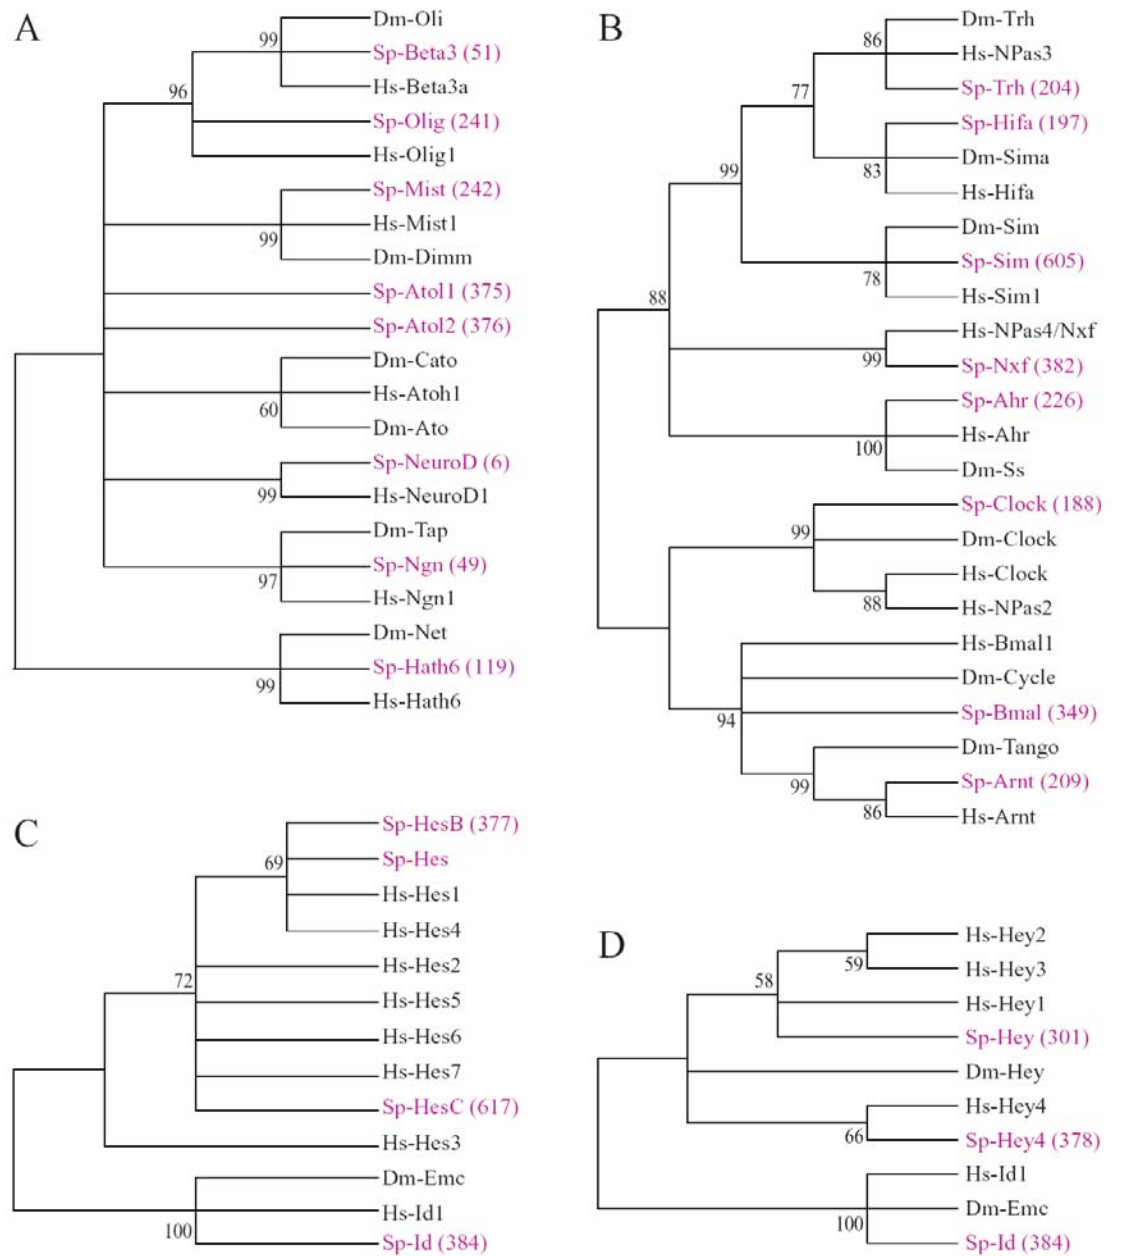 A
Dm-Oli
99
Sp-Beta3 (51)
Hs-Beta3a
96
Sp-Olig (241)
Hs-Olig1
Sp-Mist (242)
Hs-Mist1
99
Dm-Dimm
Sp-Atol1 (375)
Sp-Atol2 (376)
Dm-Cato
Hs-Atoh1
60
Dm-Ato
Sp-NeuroD (6)
99
Hs-NeuroD1
Dm-Tap
Sp-Ngn (49)
97
Hs-Ngn1
Dm-Net
Sp-Hath6 (119)
99
Hs-Hath6
B
Dm-Trh
86
Hs-NPas3
77
Sp-Trh (204)
Sp-Hifa (197)
Dm-Sima
99
83
Hs-Hifa
Dm-Sim
Sp-Sim (605)
78
Hs-Sim1
88
Hs-NPas4/Nxf
99
Sp-Nxf (382)
Sp-Ahr (226)
Hs-Ahr
100
Dm-Ss
Sp-Clock (188)
99
Dm-Clock
Hs-Clock
88
Hs-NPas2
Hs-Bmal1
Dm-Cycle
Sp-Bmal (349)
94
Dm-Tango
99
Sp-Arnt (209)
86
Hs-Arnt
C
Sp-HesB (377)
69
Sp-Hes
Hs-Hes1
Hs-Hes4
Hs-Hes2
72
Hs-Hes5
Hs-Hes6
Hs-Hes7
Sp-HesC (617)
Hs-Hes3
Dm-Emc
Hs-Id1
100
Sp-Id (384)
D
Hs-Hey2
59
Hs-Hey3
58
Hs-Hey1
Sp-Hey (301)
Dm-Hey
Hs-Hey4
66
Sp-Hey4 (378)
Hs-Id1
Dm-Emc
100
Sp-Id (384)